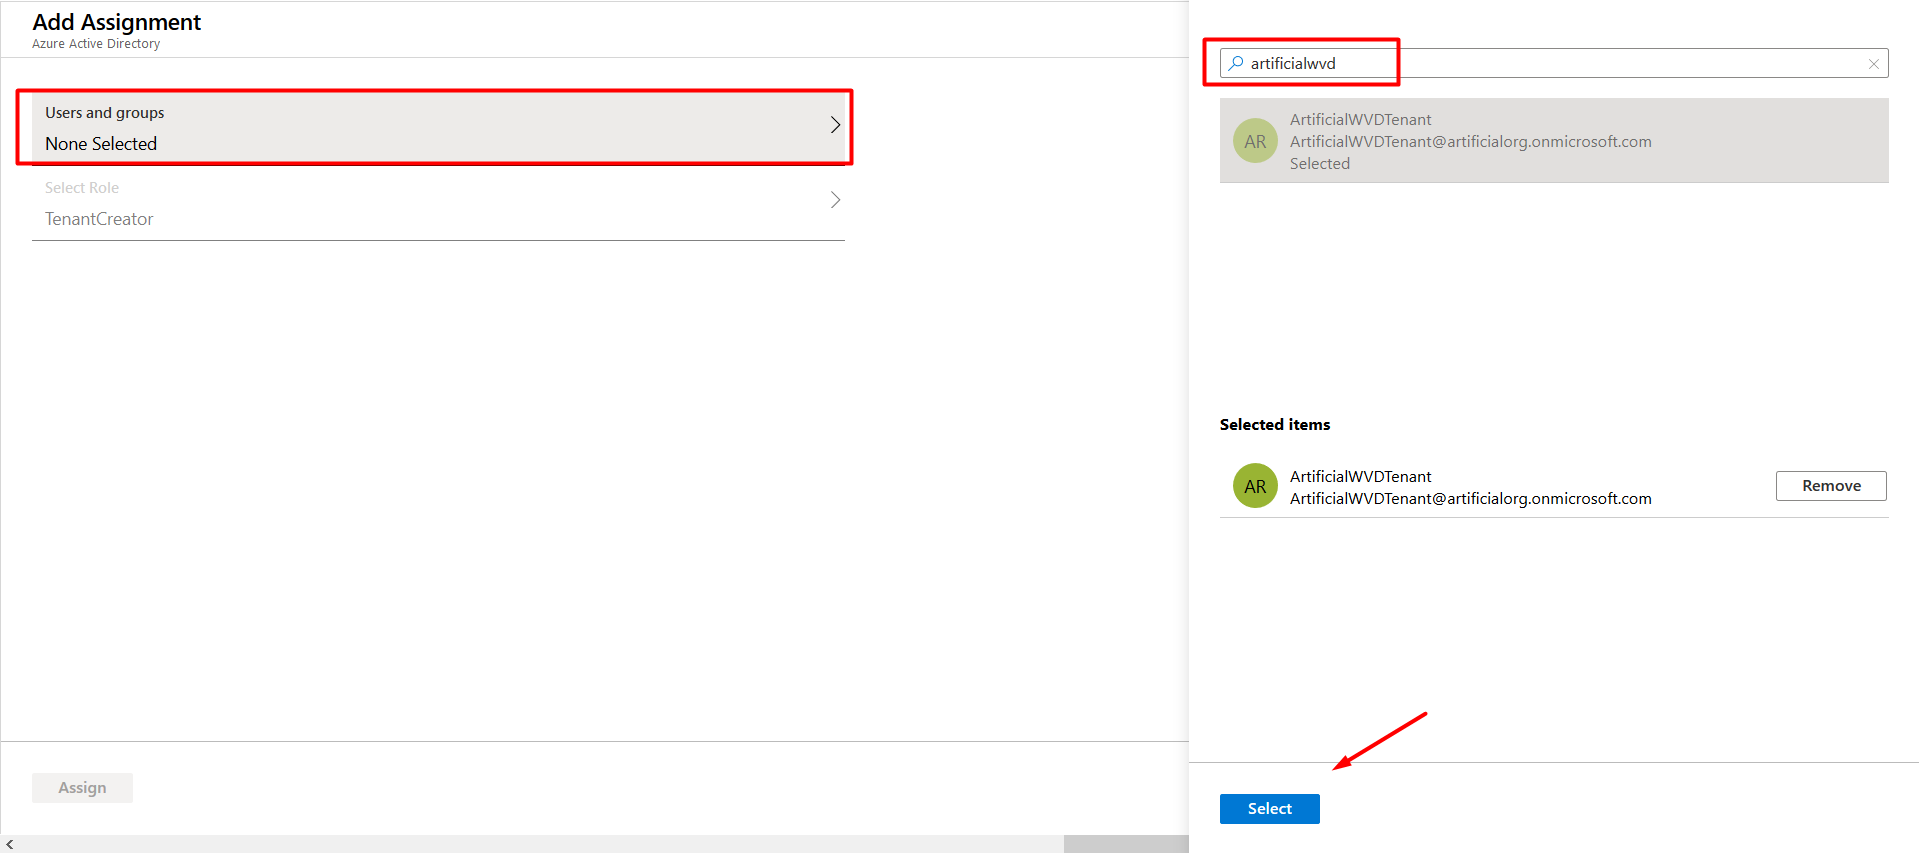 Add Assignment
Azure Active Directory
Users and groups
None Selected
Select Role
TenantCreator
Assign
artificialwvd
AR
ArtificialWVDTenant
ArtificialWVDTenant@artificialorg.onmicrosoft.com
Selected
Selected items
AR
ArtificialWVDTenant
ArtificialWVDTenant@artificialorg.onmicrosoft.com
Remove
Select